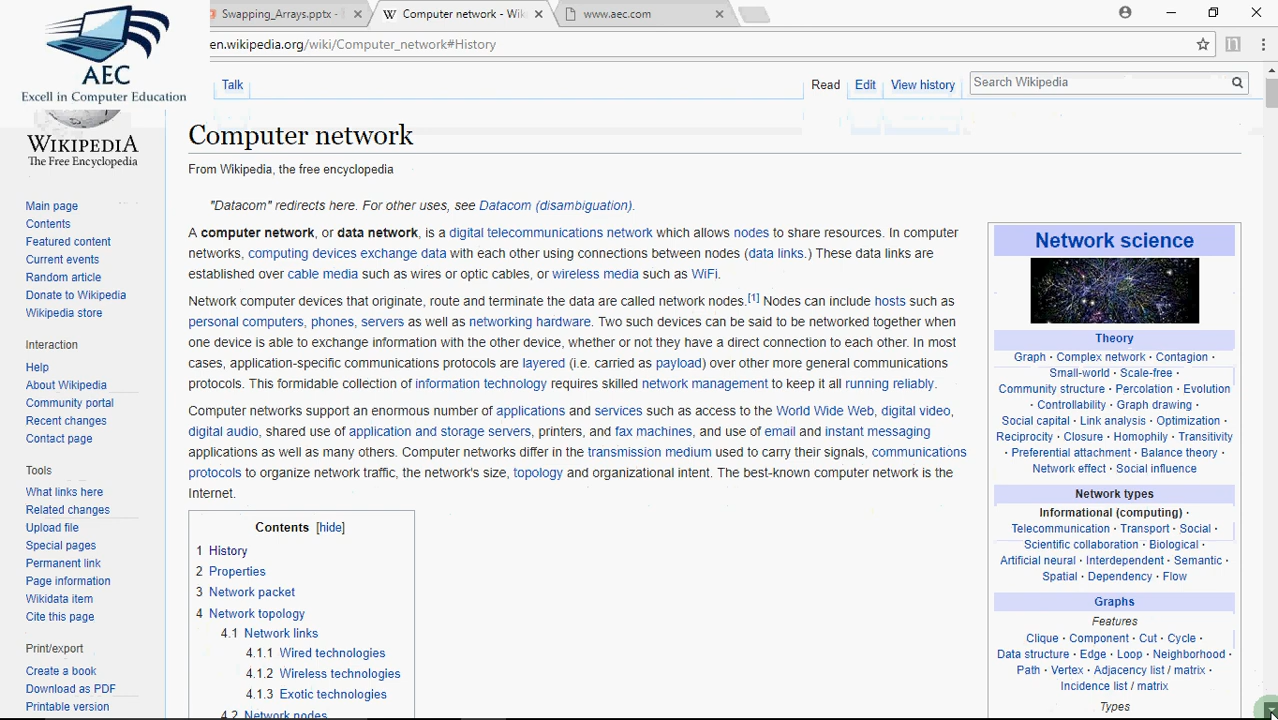 Swapping_Arrays.pptx -
Computer network - Wiki
www.aec.com
en.wikipedia.org/wiki/Computer_network#History
AEC
Excell in Computer Education
Talk
Read
Edit
View history
Search Wikipedia
WIKIPEDIA
The Free Encyclopedia
Main page
Contents
Featured content
Current events
Random article
Donate to Wikipedia
Wikipedia store
Interaction
Help
About Wikipedia
Community portal
Recent changes
Contact page
Tools
What links here
Related changes
Upload file
Special pages
Permanent link
Page information
Wikidata item
Cite this page
Print/export
Create a book
Download as PDF
Printable version
Computer network
From Wikipedia, the free encyclopedia
"Datacom" redirects here. For other uses, see Datacom (disambiguation).
A computer network, or data network, is a digital telecommunications network which allows nodes to share resources. In computer
networks, computing devices exchange data with each other using connections between nodes (data links.) These data links are
established over cable media such as wires or optic cables, or wireless media such as WiFi.
Network computer devices that originate, route and terminate the data are called network nodes.[1] Nodes can include hosts such as
personal computers, phones, servers as well as networking hardware. Two such devices can be said to be networked together when
one device is able to exchange information with the other device, whether or not they have a direct connection to each other. In most
cases, application-specific communications protocols are layered (i.e. carried as payload) over other more general communications
protocols. This formidable collection of information technology requires skilled network management to keep it all running reliably.
Computer networks support an enormous number of applications and services such as access to the World Wide Web, digital video,
digital audio, shared use of application and storage servers, printers, and fax machines, and use of email and instant messaging
applications as well as many others. Computer networks differ in the transmission medium used to carry their signals, communications
protocols to organize network traffic, the network's size, topology and organizational intent. The best-known computer network is the
Internet.
Contents [hide]
1 History
2 Properties
3 Network packet
4 Network topology
4.1 Network links
4.1.1 Wired technologies
4.1.2 Wireless technologies
4.1.3 Exotic technologies
4.2 Network nodes
Network science
Theory
Graph · Complex network · Contagion ·
Small-world · Scale-free ·
Community structure · Percolation · Evolution
· Controllability · Graph drawing ·
Social capital · Link analysis · Optimization ·
Reciprocity · Closure · Homophily · Transitivity
· Preferential attachment · Balance theory ·
Network effect · Social influence
Network types
Informational (computing) ·
Telecommunication · Transport · Social ·
Scientific collaboration · Biological ·
Artificial neural · Interdependent · Semantic ·
Spatial · Dependency · Flow
Graphs
Features
Clique · Component · Cut · Cycle ·
Data structure · Edge · Loop · Neighborhood ·
Path · Vertex · Adjacency list / matrix ·
Incidence list / matrix
Types